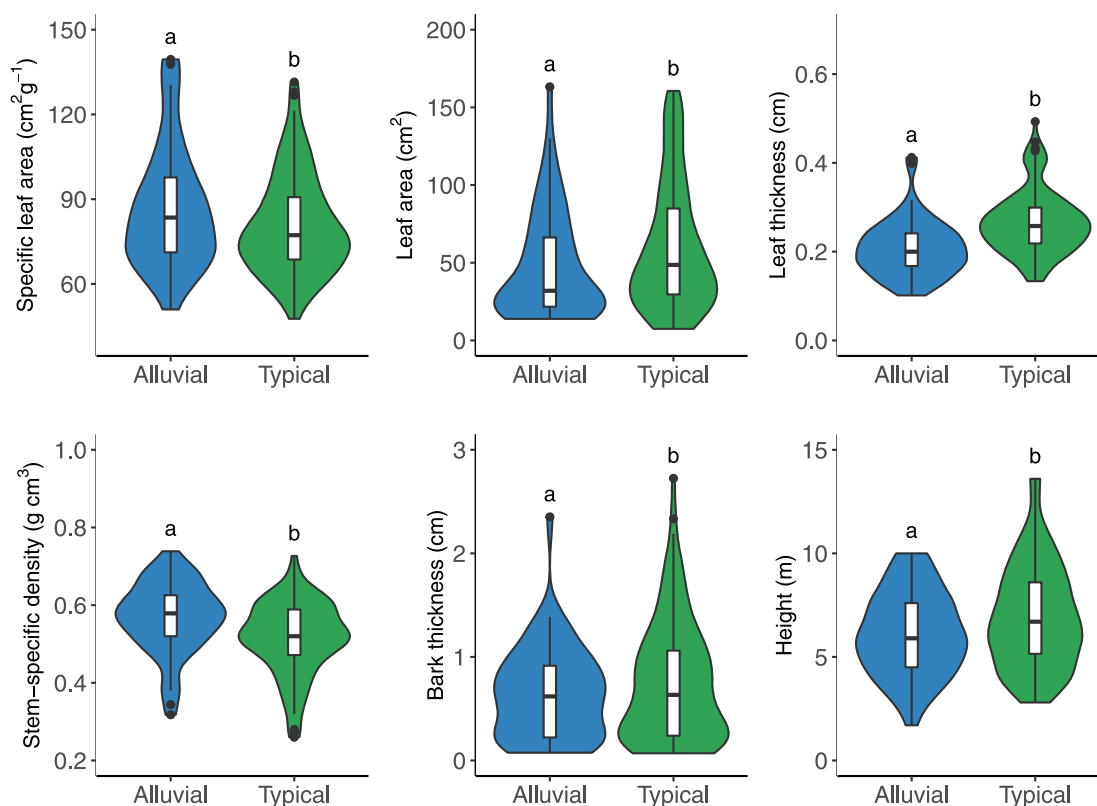 Specific leaf area (cm²g⁻¹)
150
120
90
60
a
b
Alluvial Typical
Leaf area (cm²)
200
150
100
50
0
a
b
Alluvial Typical
Leaf thickness (cm)
0.6
0.4
0.2
0.0
a
b
Alluvial Typical
Stem−specific density (g cm³)
1.0
0.8
0.6
0.4
0.2
a
b
Alluvial Typical
Bark thickness (cm)
3
2
1
0
a
b
Alluvial Typical
Height (m)
15
10
5
0
a
b
Alluvial Typical